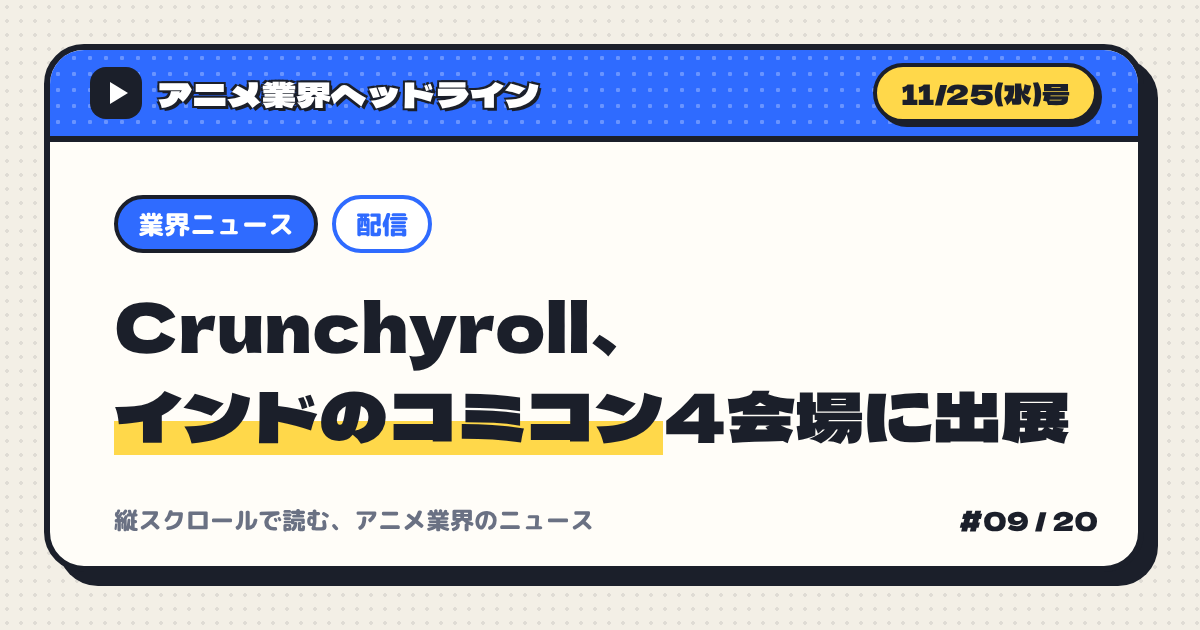 アニメ業界ヘッドライン
11/25(水)号
業界ニュース
配信
Crunchyroll、
インドのコミコン4会場に出展
縦スクロールで読む、アニメ業界のニュース
#09 / 20